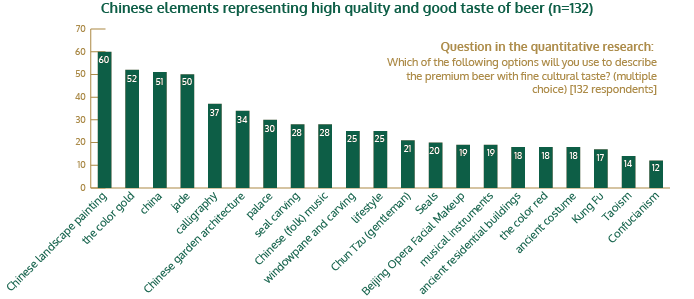 Chinese elements representing high quality and good taste of beer (n=132)
Question in the quantitative research:
Which of the following options will you use to describe
the premium beer with fine cultural taste? (multiple
choice) [132 respondents]
70
60
50
40
30
20
10
0
60
52
51
50
37
34
30
28
28
25
25
21
20
19
19
18
18
18
17
14
12
Chinese landscape painting
the color gold
china
jade
calligraphy
Chinese garden architecture
palace
seal carving
Chinese (folk) music
windowpane and carving
lifestyle
Chun Tzu (gentleman)
Seals
Beijing Opera Facial Makeup
musical instruments
ancient residential buildings
the color red
ancient costume
Kung Fu
Taoism
Confucianism